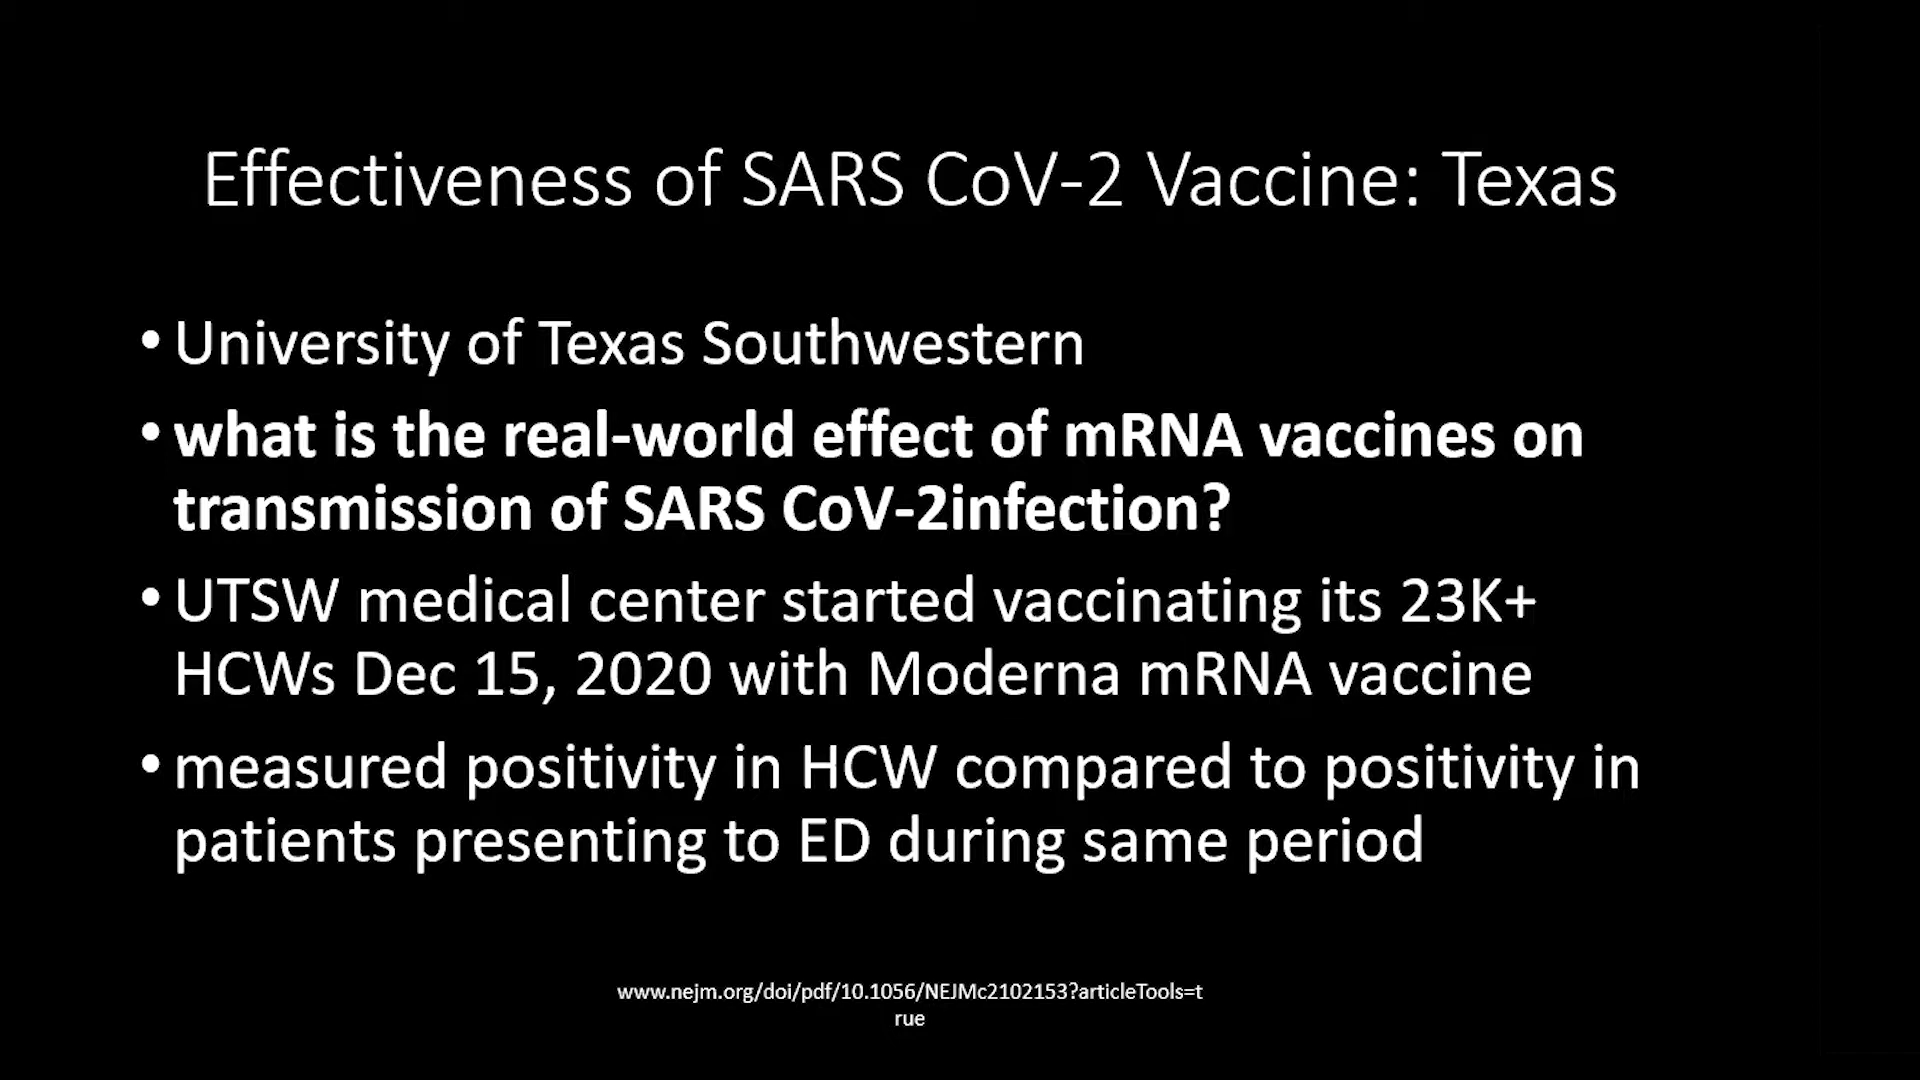 Effectiveness of SARS CoV-2 Vaccine: Texas
• University of Texas Southwestern
• what is the real-world effect of mRNA vaccines on
transmission of SARS CoV-2infection?
• UTSW medical center started vaccinating its 23K+
HCWs Dec 15, 2020 with Moderna mRNA vaccine
• measured positivity in HCW compared to positivity in
patients presenting to ED during same period
www.nejm.org/doi/pdf/10.1056/NEJMc2102153?articleTools=t
rue